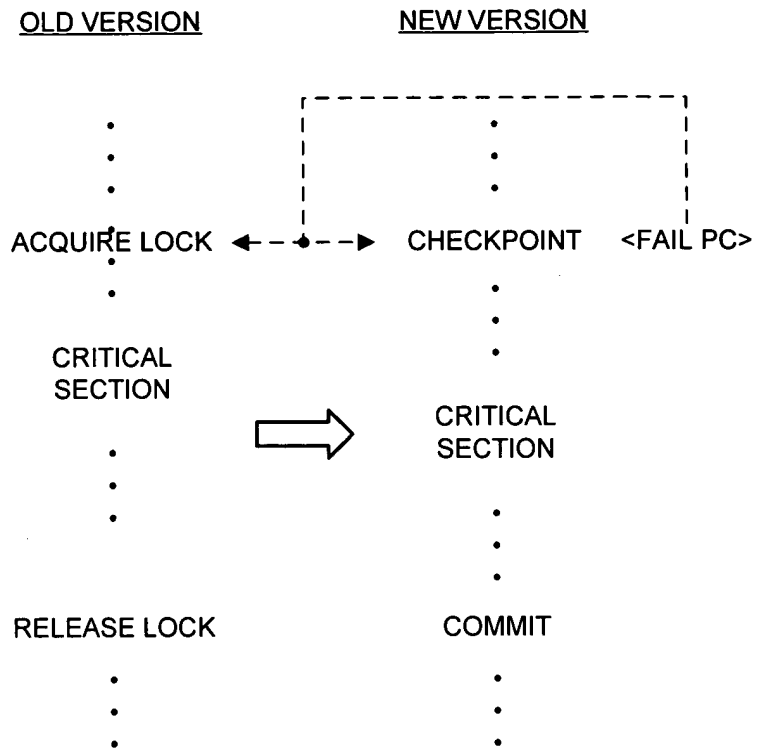 OLD VERSION
NEW VERSION
ACQUIRE LOCK
CHECKPOINT
<FAIL PC>
CRITICAL
SECTION
CRITICAL
SECTION
RELEASE LOCK
COMMIT